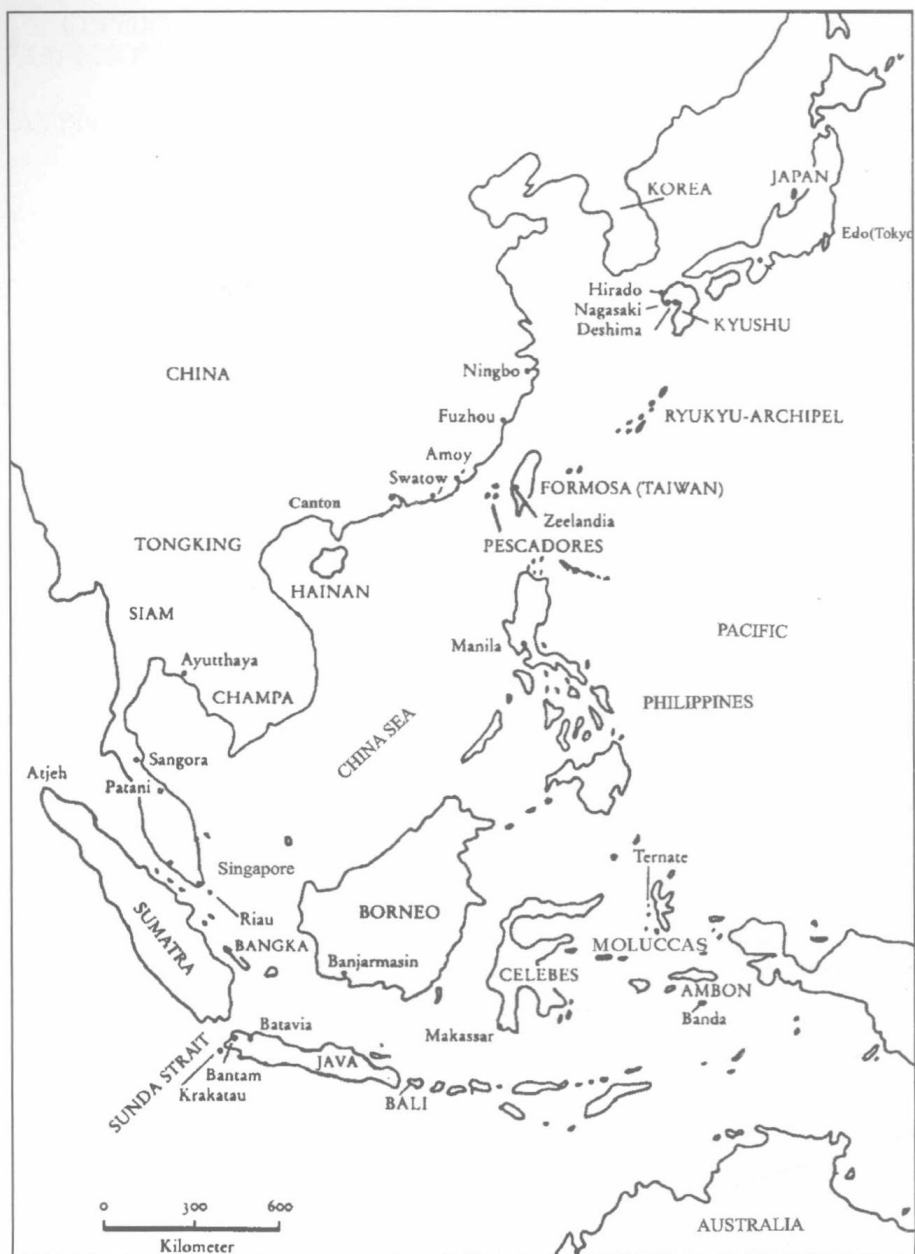 KOREA
JAPAN
Edo(Tokyo
Hirado
Nagasaki
Deshima
KYUSHU
CHINA
Ningbo
RYUKYU-ARCHIPEL
Fuzhou
Amoy
Swatow
FORMOSA (TAIWAN)
Canton
Zeelandia
TONGKING
PESCADORES
HAINAN
SIAM
PACIFIC
Manila
Ayutthaya
CHAMPA
PHILIPPINES
CHINA SEA
Sangora
Atjeh
Patani
Ternate
Singapore
Riau
BORNEO
SUMATRA
BANGKA
MOLUCCAS
Banjarmasin
CELEBES
AMBON
Banda
Batavia
Makassar
SUNDA STRAIT
JAVA
Bantam
Krakatau
BALI
0 300 600
Kilometer
AUSTRALIA